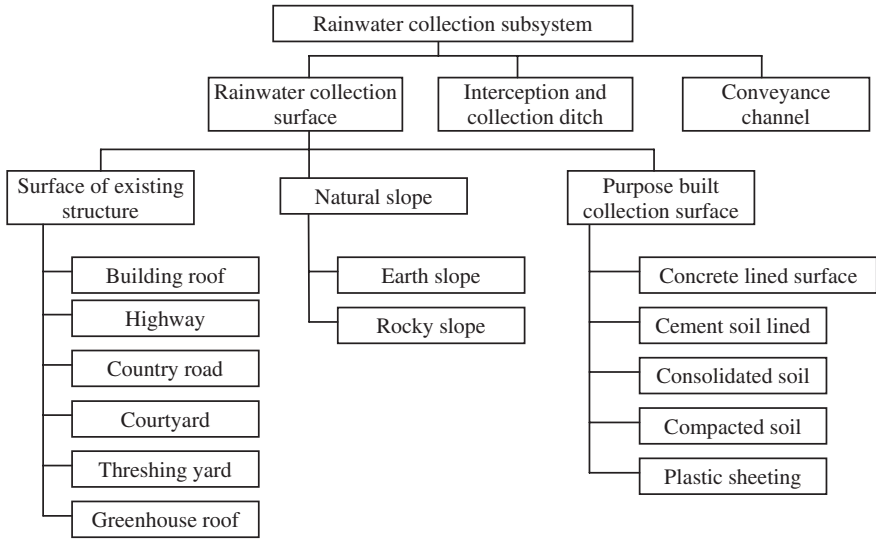 Rainwater collection subsystem
Rainwater collection
surface
Interception and
collection ditch
Conveyance
channel
Surface of existing
structure
Natural slope
Purpose built
collection surface
Building roof
Highway
Country road
Courtyard
Threshing yard
Greenhouse roof
Earth slope
Rocky slope
Concrete lined surface
Cement soil lined
Consolidated soil
Compacted soil
Plastic sheeting